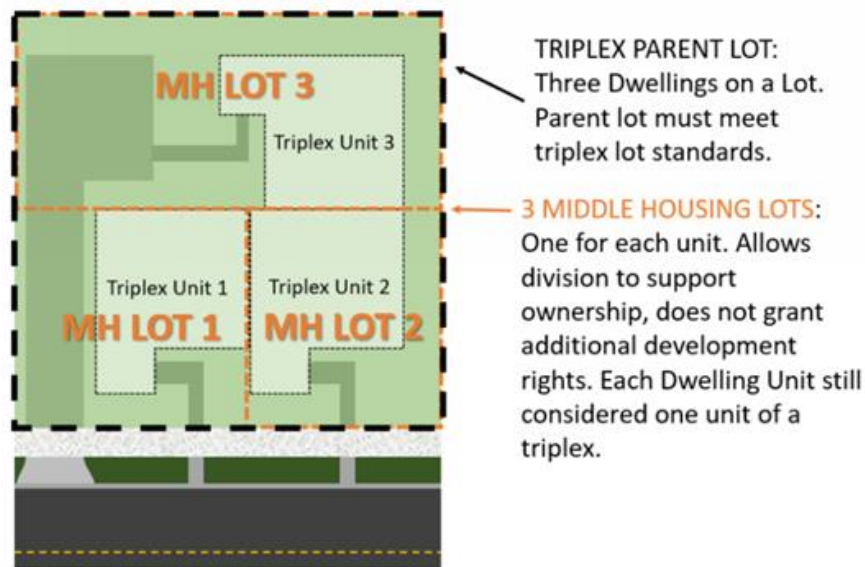 MH LOT 3
Triplex Unit 3
Triplex Unit 1
Triplex Unit 2
MH LOT 1
MH LOT 2
TRIPLEX PARENT LOT:
Three Dwellings on a Lot.
Parent lot must meet
triplex lot standards.
3 MIDDLE HOUSING LOTS:
One for each unit. Allows
division to support
ownership, does not grant
additional development
rights. Each Dwelling Unit still
considered one unit of a
triplex.